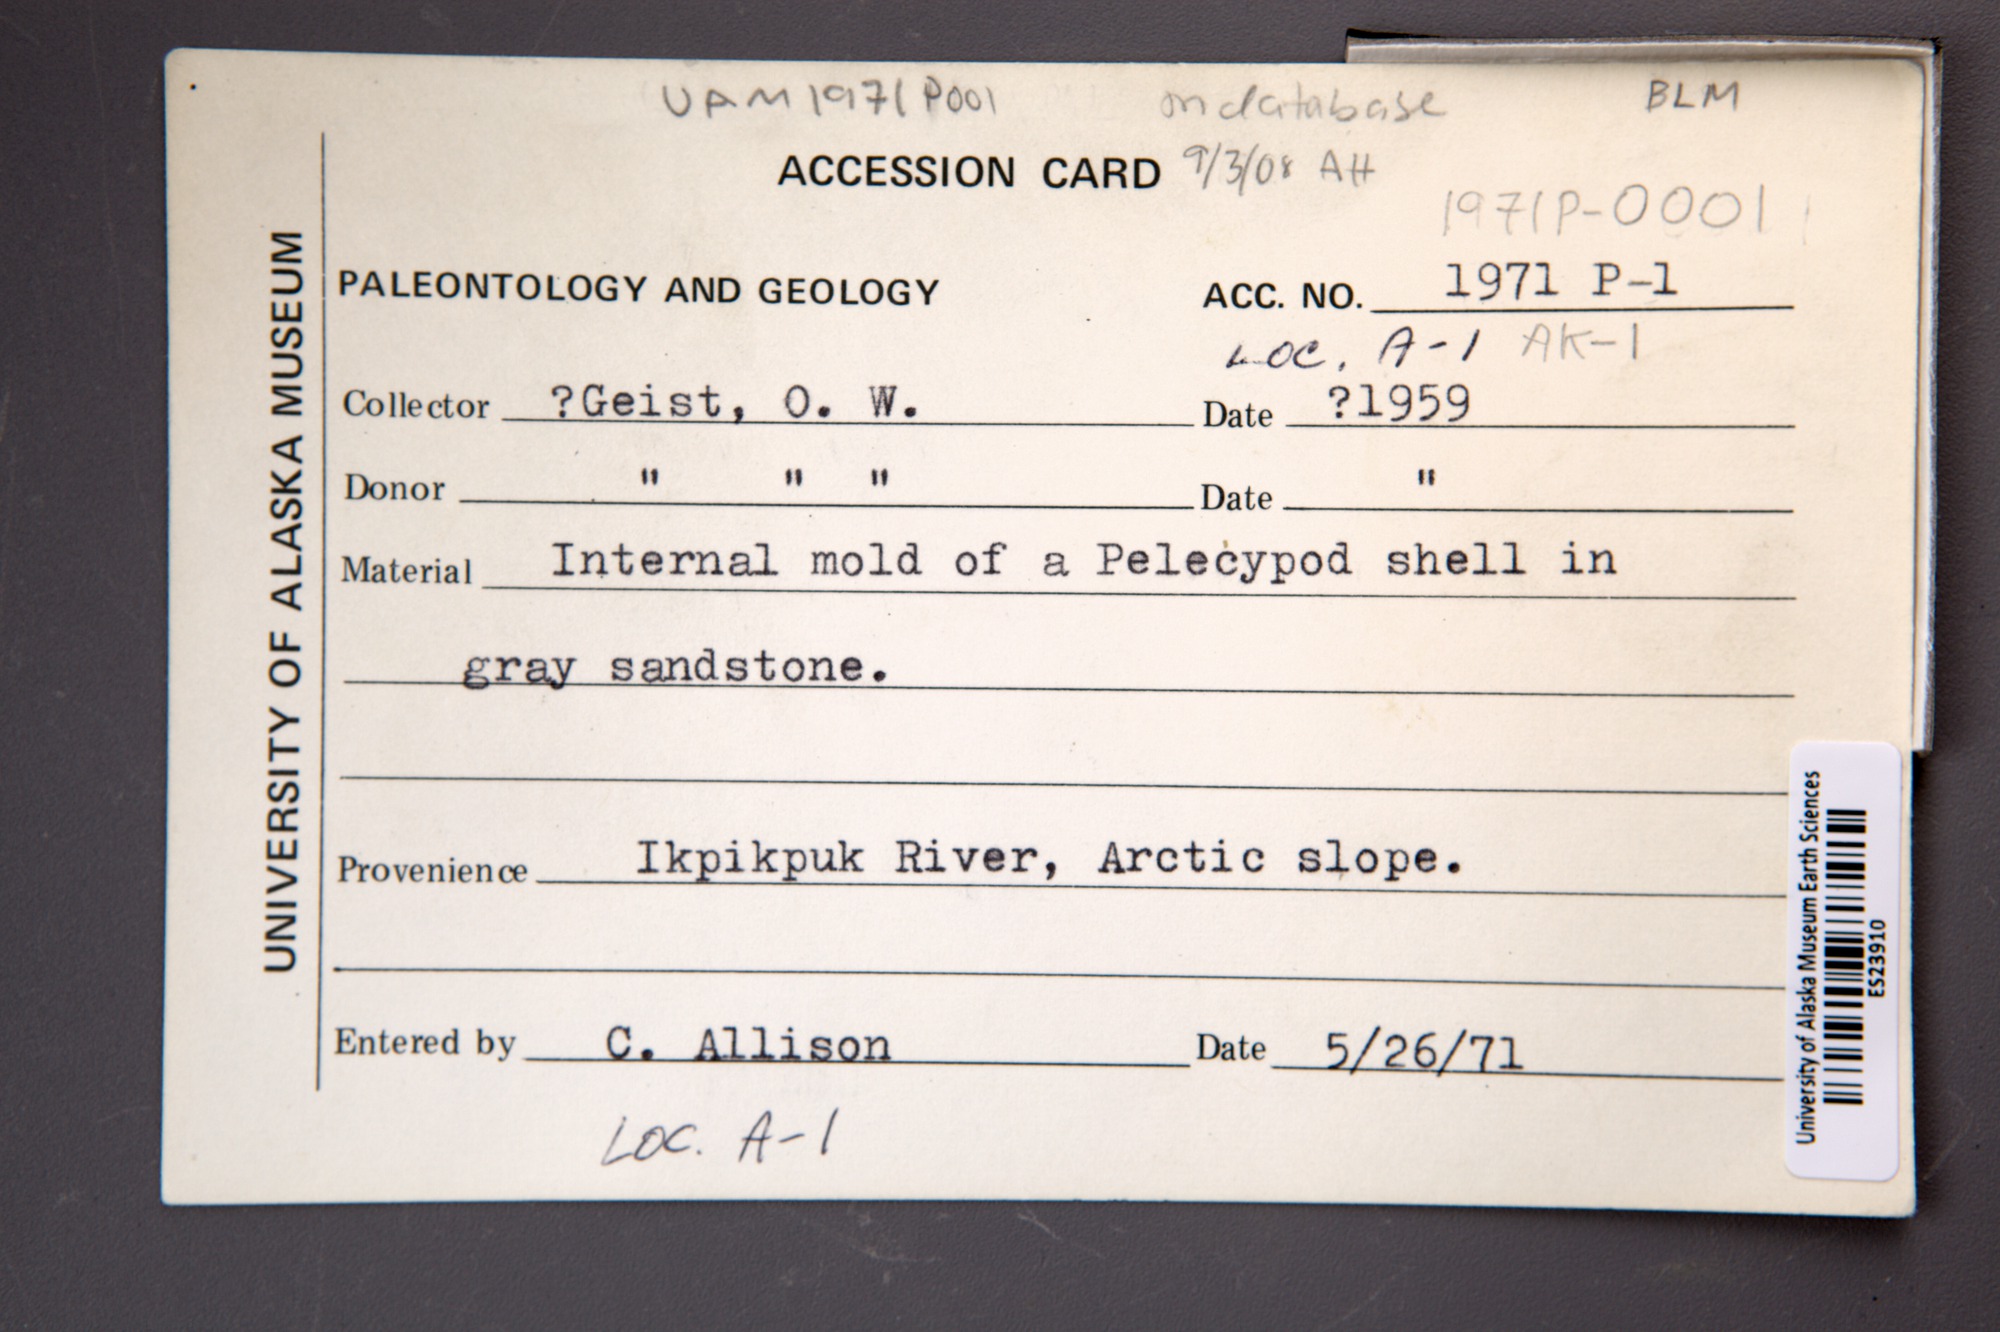 UAM1971P001 on database BLM
ACCESSION CARD 9/3/08 AH
1971P-0001
PALEONTOLOGY AND GEOLOGY ACC. NO. 1971 P-1
LOC. A-1 AK-1
Collector ?Geist, O. W. Date ?1959
Donor " " " Date "
Material Internal mold of a Pelecypod shell in
gray sandstone.
Provenience Ikpikpuk River, Arctic slope.
Entered by C. Allison Date 5/26/71
LOC. A-1
UNIVERSITY OF ALASKA MUSEUM
University of Alaska Museum Earth Sciences
ES23910